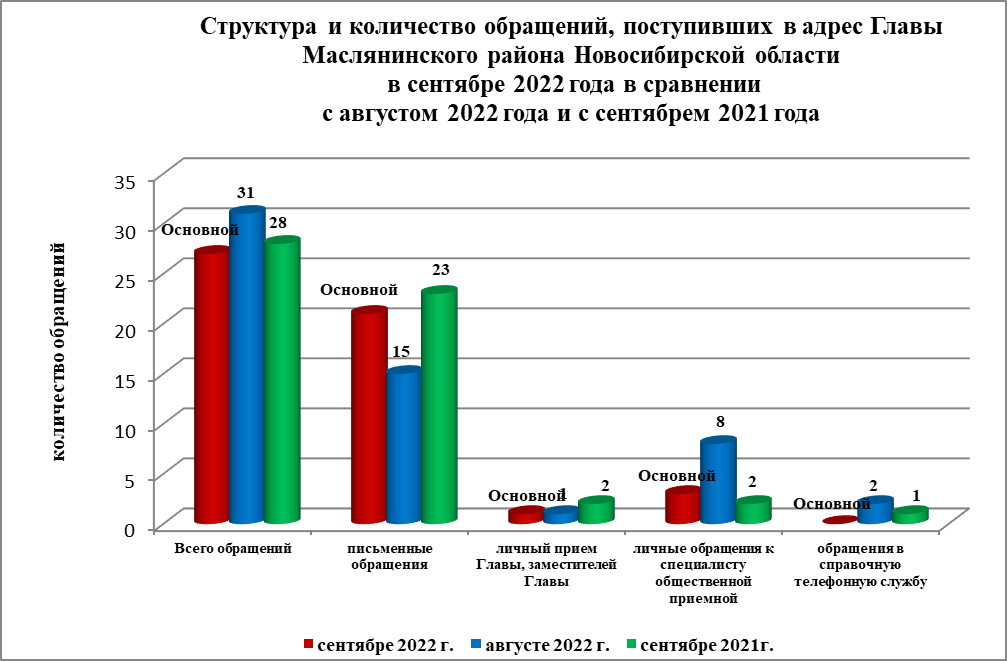 Структура и количество обращений, поступивших в адрес Главы
Маслянинского района Новосибирской области
в сентябре 2022 года в сравнении
с августом 2022 года и с сентябрем 2021 года
количество обращений
35
30
25
20
15
10
5
0
Основной
31
28
Основной
15
23
Основной
1
2
Основной
8
2
Основной
2
1
Всего обращений
письменные
обращения
личный прием
Главы, заместителей
Главы
личные обращения к
специалисту
общественной
приемной
обращения в
справочную
телефонную службу
сентябре 2022 г.
августе 2022 г.
сентябре 2021г.